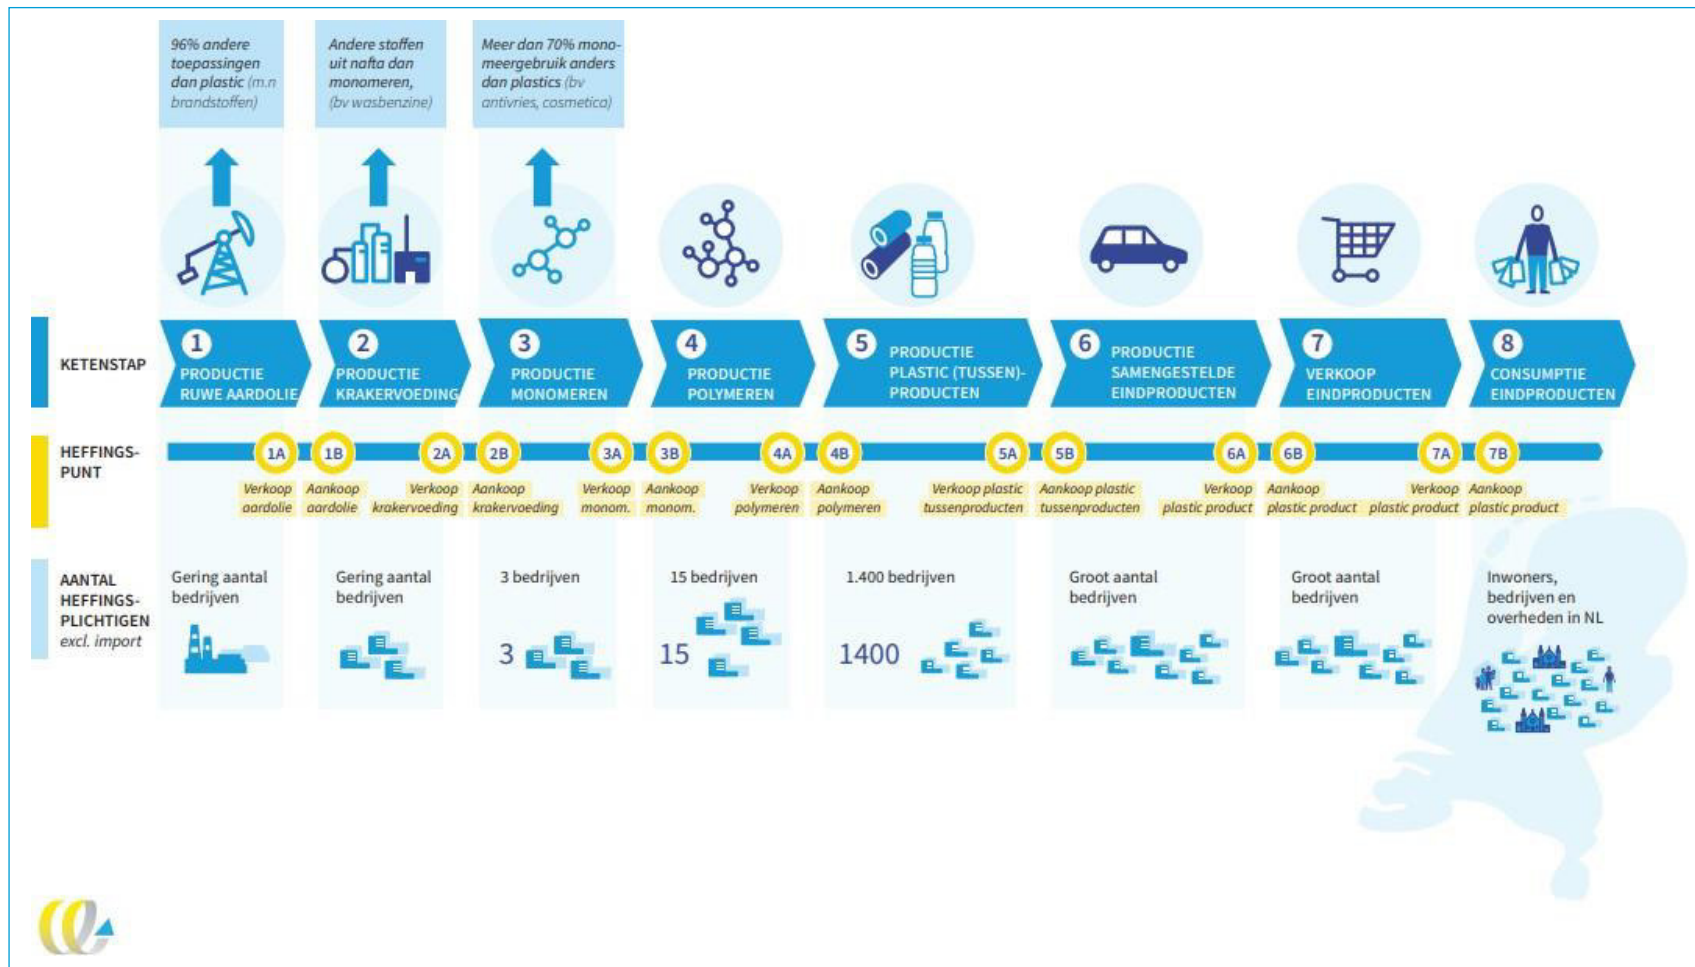 96% andere
toepassingen
dan plastic (m.n
brandstoffen)
Andere stoffen
uit nafta dan
monomeren,
(bv wasbenzine)
Meer dan 70% mono-
meergebruik anders
dan plastics (bv
antivries, cosmetica)
KETENSTAP
1
PRODUCTIE
RUWE AARDOLIE
2
PRODUCTIE
KRAKERVOEDING
3
PRODUCTIE
MONOMEREN
4
PRODUCTIE
POLYMEREN
5
PRODUCTIE
PLASTIC (TUSSEN)-
PRODUCTEN
6
PRODUCTIE
SAMENGESTELDE
EINDPRODUCTEN
7
VERKOOP
EINDPRODUCTEN
8
CONSUMPTIE
EINDPRODUCTEN
HEFFINGS-
PUNT
1A
Verkoop
aardolie
1B
Aankoop
aardolie
2A
Verkoop
krakervoeding
2B
Aankoop
krakervoeding
3A
Verkoop
monom.
3B
Aankoop
monom.
4A
Verkoop
polymeren
4B
Aankoop
polymeren
5A
Verkoop plastic
tussenproducten
5B
Aankoop plastic
tussenproducten
6A
Verkoop
plastic product
6B
Aankoop
plastic product
7A
Verkoop
plastic product
7B
Aankoop
plastic product
AANTAL
HEFFINGS-
PLICHTIGEN
excl. import
Gering aantal
bedrijven
Gering aantal
bedrijven
3 bedrijven
3
15 bedrijven
15
1.400 bedrijven
1400
Groot aantal
bedrijven
Groot aantal
bedrijven
Inwoners,
bedrijven en
overheden in NL